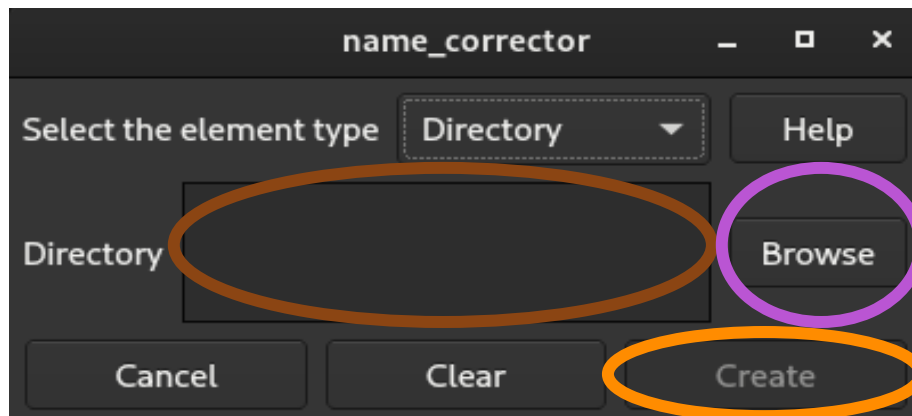 name_corrector
Select the element type Directory Help
Directory Browse
Cancel Clear Create